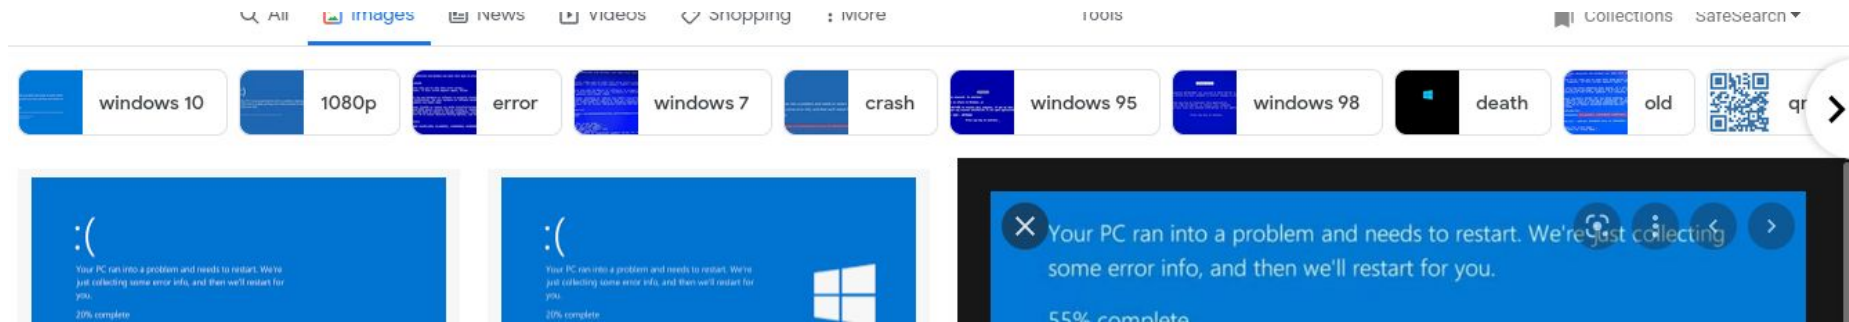 All Images News Videos Shopping More Tools Collections SafeSearch
windows 10 1080p error windows 7 crash windows 95 windows 98 death old qr
:(
Your PC ran into a problem and needs to restart. We're
just collecting some error info, and then we'll restart for
you.
20% complete
:(
Your PC ran into a problem and needs to restart. We're
just collecting some error info, and then we'll restart for
you.
20% complete
Your PC ran into a problem and needs to restart. We're just collecting
some error info, and then we'll restart for you.
55% complete